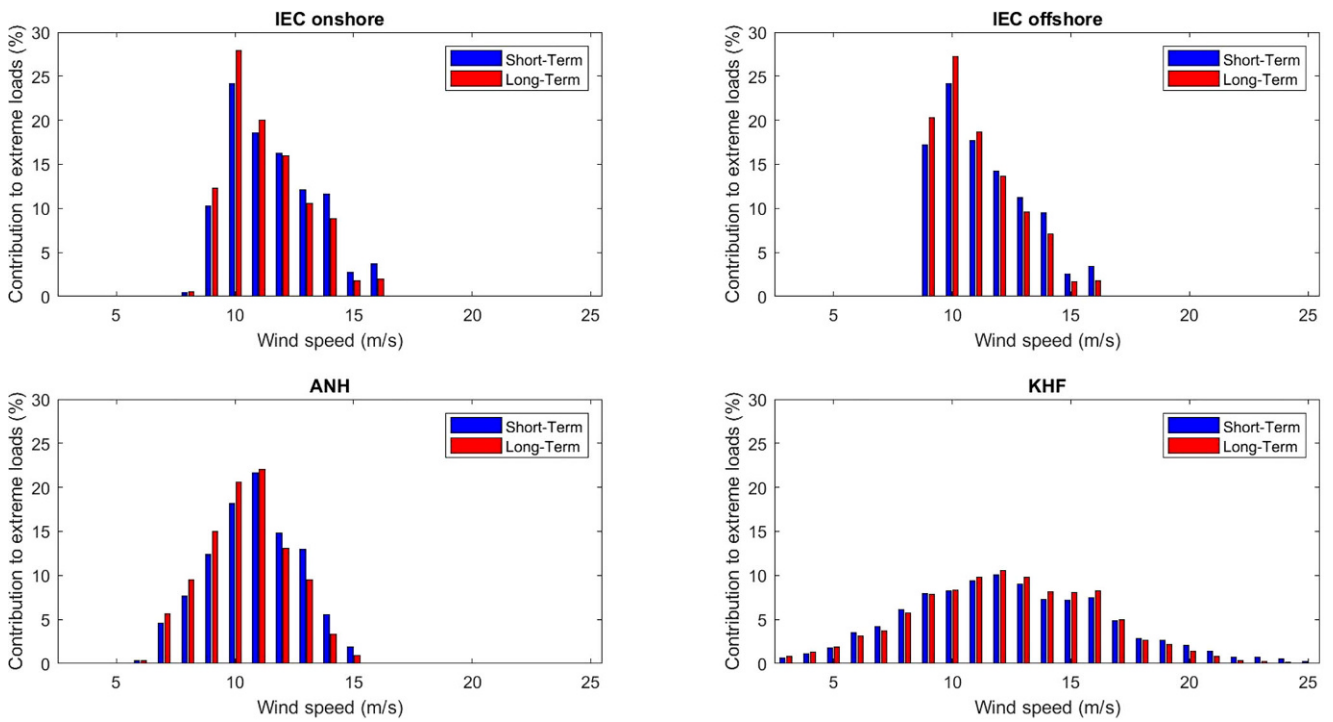 IEC onshore
Contribution to extreme loads (%)
30
25
20
15
10
5
0
Short-Term
Long-Term
5 10 15 20 25
Wind speed (m/s)
IEC offshore
Contribution to extreme loads (%)
30
25
20
15
10
5
0
Short-Term
Long-Term
5 10 15 20 25
Wind speed (m/s)
ANH
Contribution to extreme loads (%)
30
25
20
15
10
5
0
Short-Term
Long-Term
5 10 15 20 25
Wind speed (m/s)
KHF
Contribution to extreme loads (%)
30
25
20
15
10
5
0
Short-Term
Long-Term
5 10 15 20 25
Wind speed (m/s)